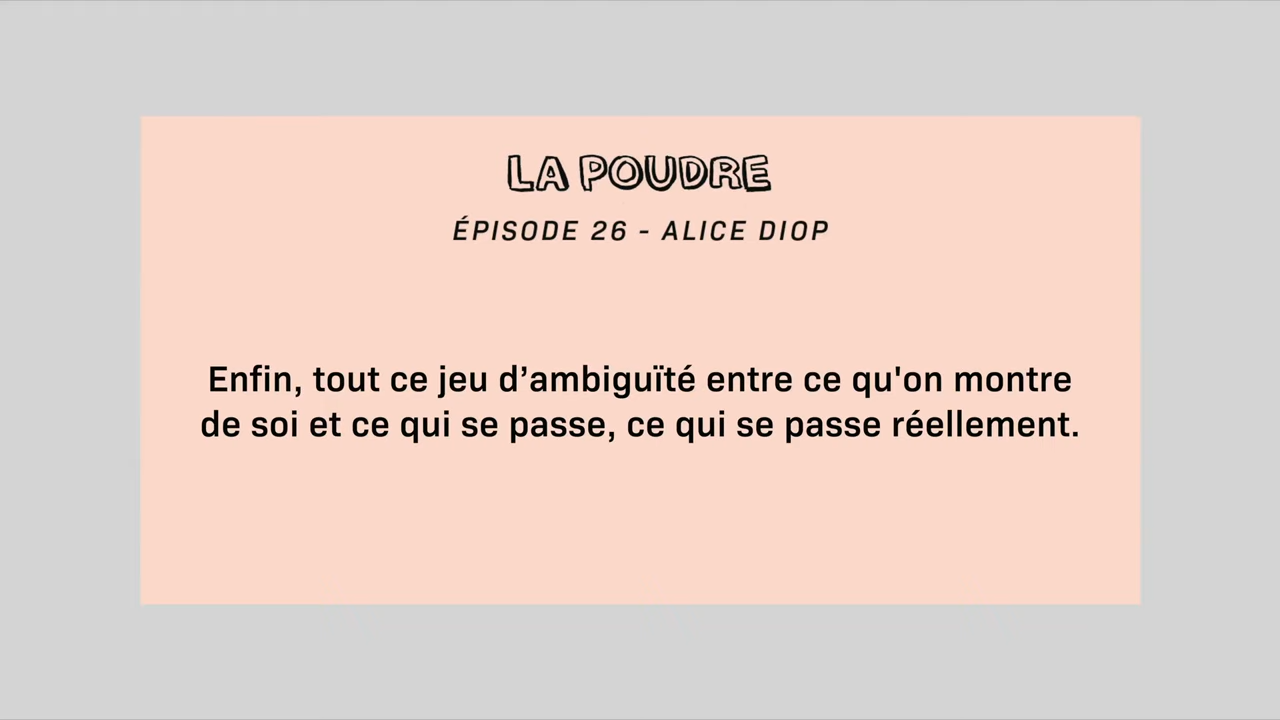 LA POUDRE
ÉPISODE 26 - ALICE DIOP
Enfin, tout ce jeu d’ambiguïté entre ce qu'on montre
de soi et ce qui se passe, ce qui se passe réellement.